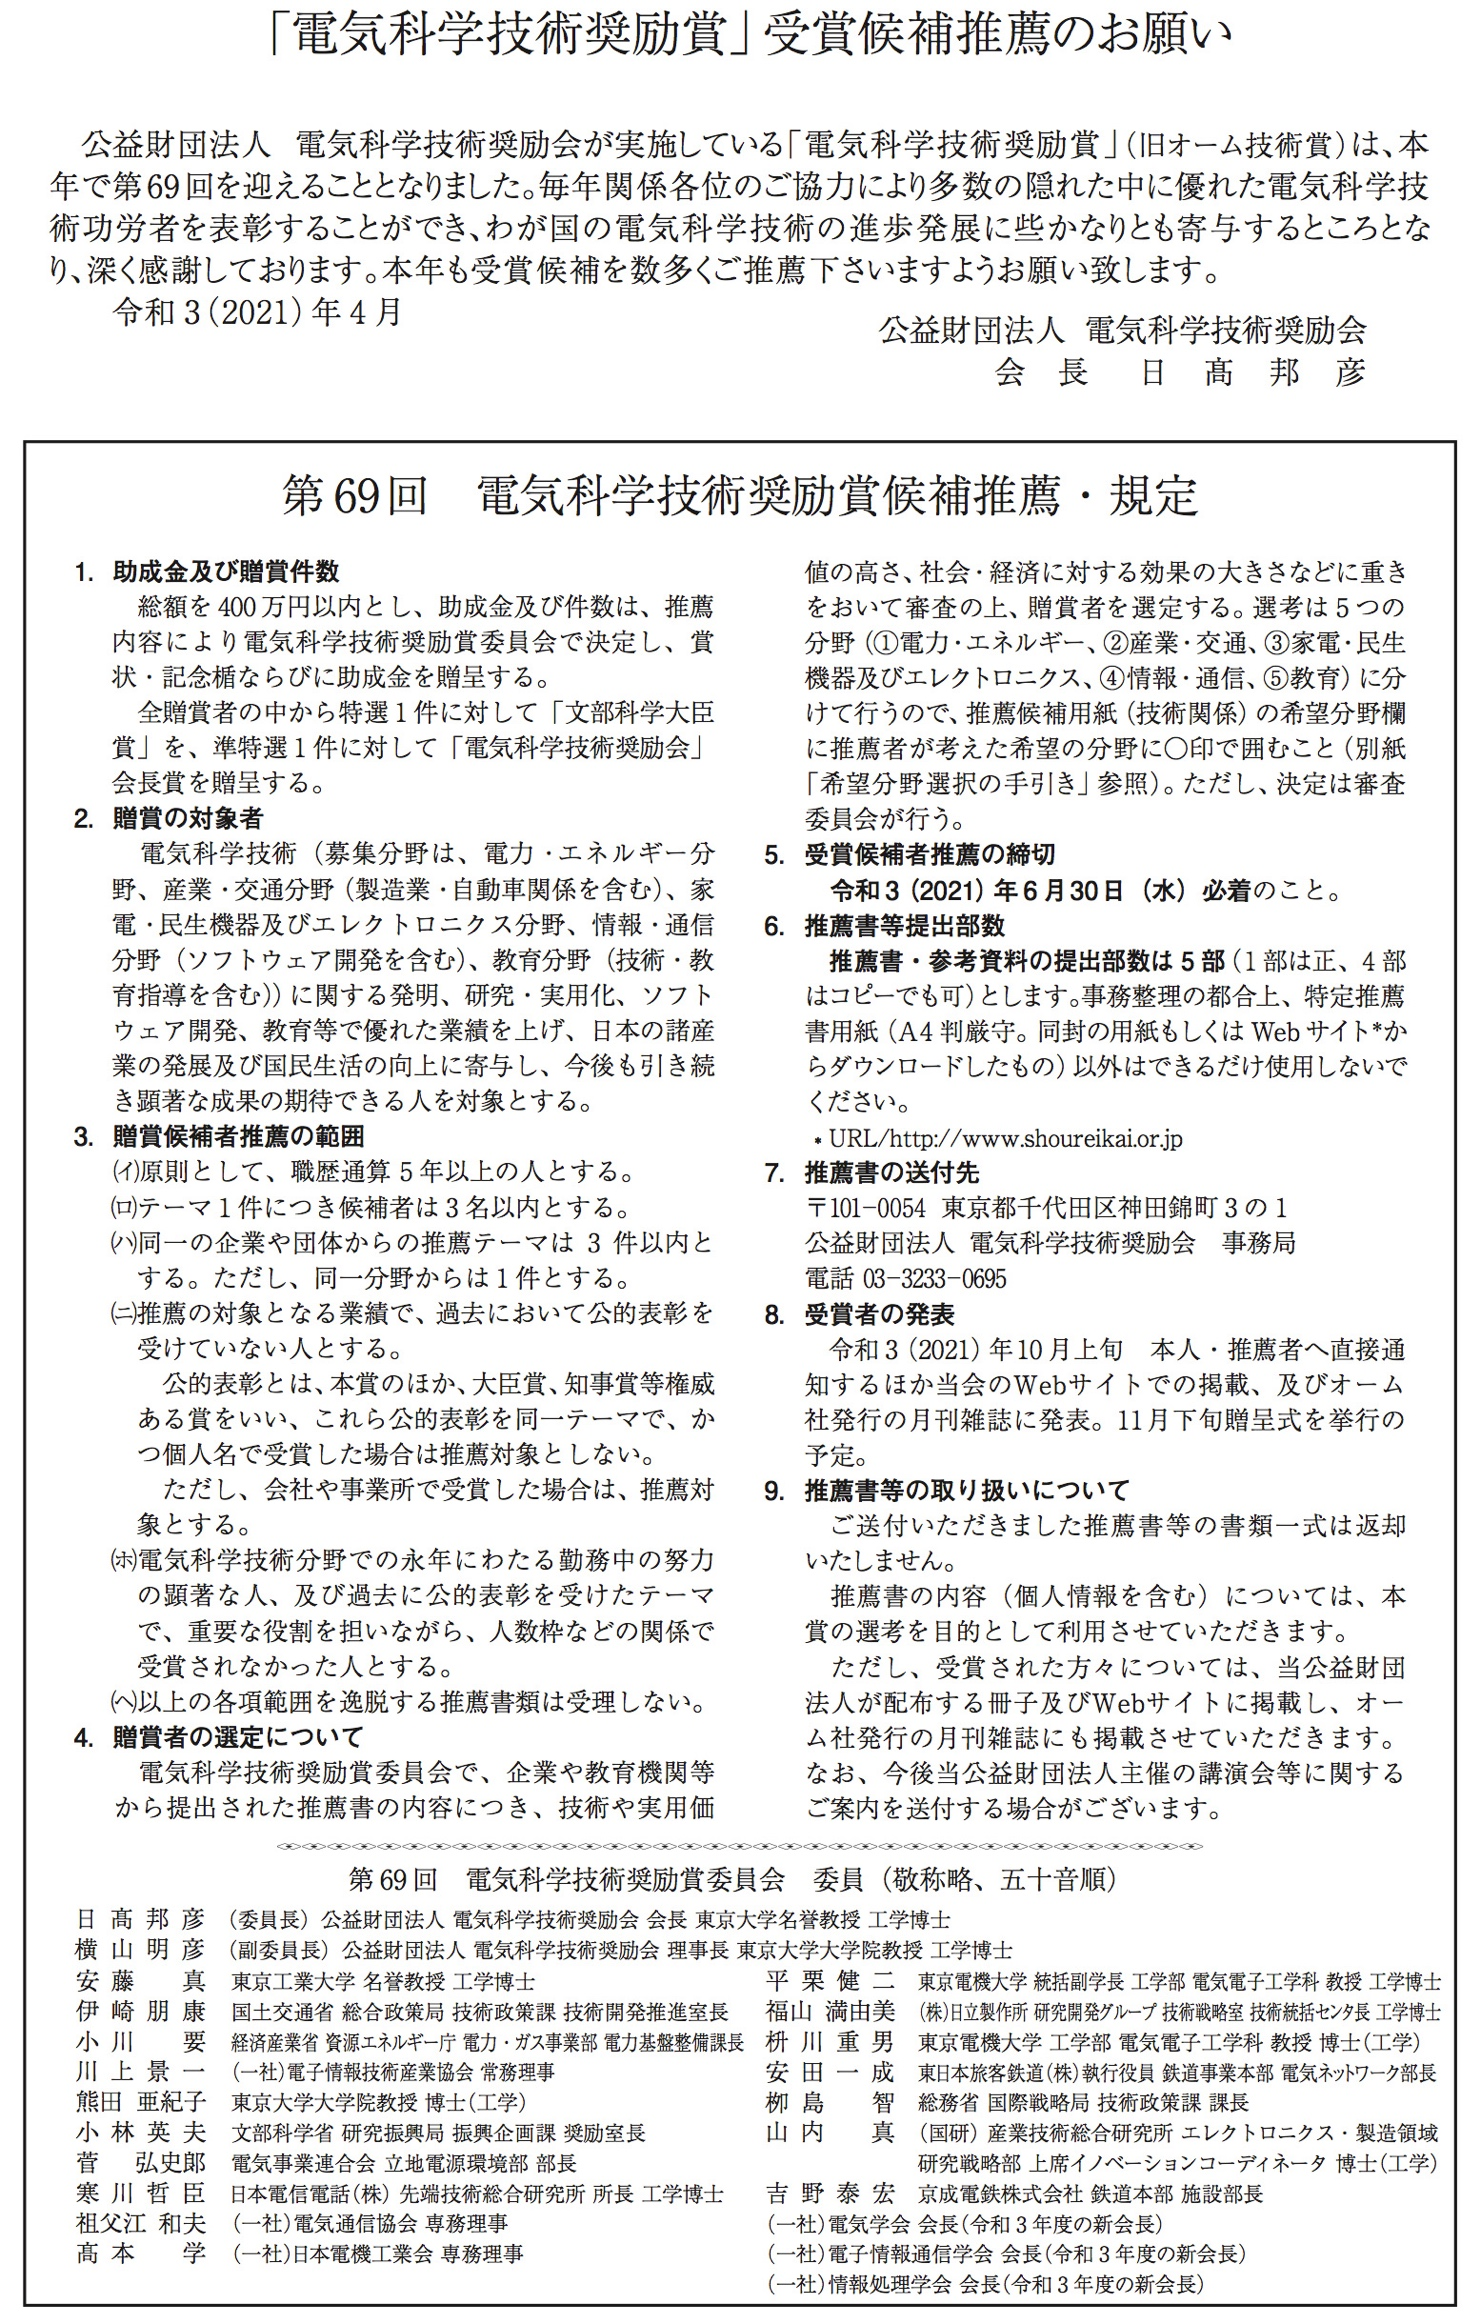 「電気科学技術奨励賞」受賞候補推薦のお願い
公益財団法人 電気科学技術奨励会が実施している「電気科学技術奨励賞」（旧オーム技術賞）は、本
年で第69回を迎えることとなりました。毎年関係各位のご協力により多数の隠れた中に優れた電気科学技
術功労者を表彰することができ、わが国の電気科学技術の進歩発展に些かなりとも寄与するところとな
り、深く感謝しております。本年も受賞候補を数多くご推薦下さいますようお願い致します。
令和3（2021）年4月
公益財団法人 電気科学技術奨励会
会 長 日 髙 邦 彦
第69回 電気科学技術奨励賞候補推薦・規定
1. 助成金及び贈賞件数
総額を400万円以内とし、助成金及び件数は、推薦
内容により電気科学技術奨励賞委員会で決定し、賞
状・記念楯ならびに助成金を贈呈する。
全贈賞者の中から特選1件に対して「文部科学大臣
賞」を、準特選1件に対して「電気科学技術奨励会」
会長賞を贈呈する。
2. 贈賞の対象者
電気科学技術（募集分野は、電力・エネルギー分
野、産業・交通分野（製造業・自動車関係を含む）、家
電・民生機器及びエレクトロニクス分野、情報・通信
分野（ソフトウェア開発を含む）、教育分野（技術・教
育指導を含む））に関する発明、研究・実用化、ソフト
ウェア開発、教育等で優れた業績を上げ、日本の諸産
業の発展及び国民生活の向上に寄与し、今後も引き続
き顕著な成果の期待できる人を対象とする。
3. 贈賞候補者推薦の範囲
(イ)原則として、職歴通算5年以上の人とする。
(ロ)テーマ1件につき候補者は3名以内とする。
(ハ)同一の企業や団体からの推薦テーマは3件以内と
する。ただし、同一分野からは1件とする。
(ニ)推薦の対象となる業績で、過去において公的表彰を
受けていない人とする。
公的表彰とは、本賞のほか、大臣賞、知事賞等権威
ある賞をいい、これら公的表彰を同一テーマで、か
つ個人名で受賞した場合は推薦対象としない。
ただし、会社や事業所で受賞した場合は、推薦対
象とする。
(ホ)電気科学技術分野での永年にわたる勤務中の努力
の顕著な人、及び過去に公的表彰を受けたテーマ
で、重要な役割を担いながら、人数枠などの関係で
受賞されなかった人とする。
(ヘ)以上の各項範囲を逸脱する推薦書類は受理しない。
4. 贈賞者の選定について
電気科学技術奨励賞委員会で、企業や教育機関等
から提出された推薦書の内容につき、技術や実用価
値の高さ、社会・経済に対する効果の大きさなどに重き
をおいて審査の上、贈賞者を選定する。選考は5つの
分野（①電力・エネルギー、②産業・交通、③家電・民生
機器及びエレクトロニクス、④情報・通信、⑤教育）に分
けて行うので、推薦候補用紙（技術関係）の希望分野欄
に推薦者が考えた希望の分野に〇印で囲むこと（別紙
「希望分野選択の手引き」参照）。ただし、決定は審査
委員会が行う。
5. 受賞候補者推薦の締切
令和3（2021）年6月30日（水）必着のこと。
6. 推薦書等提出部数
推薦書・参考資料の提出部数は5部（1部は正、4部
はコピーでも可）とします。事務整理の都合上、特定推薦
書用紙（A4判厳守。同封の用紙もしくはWebサイト*か
らダウンロードしたもの）以外はできるだけ使用しないで
ください。
* URL/http://www.shoureikai.or.jp
7. 推薦書の送付先
〒101-0054 東京都千代田区神田錦町3の1
公益財団法人 電気科学技術奨励会 事務局
電話 03-3233-0695
8. 受賞者の発表
令和3（2021）年10月上旬 本人・推薦者へ直接通
知するほか当会のWebサイトでの掲載、及びオーム
社発行の月刊雑誌に発表。11月下旬贈呈式を挙行の
予定。
9. 推薦書等の取り扱いについて
ご送付いただきました推薦書等の書類一式は返却
いたしません。
推薦書の内容（個人情報を含む）については、本
賞の選考を目的として利用させていただきます。
ただし、受賞された方々については、当公益財団
法人が配布する冊子及びWebサイトに掲載し、オー
ム社発行の月刊雑誌にも掲載させていただきます。
なお、今後当公益財団法人主催の講演会等に関する
ご案内を送付する場合がございます。
第69回 電気科学技術奨励賞委員会 委員（敬称略、五十音順）
日髙邦彦 （委員長）公益財団法人 電気科学技術奨励会 会長 東京大学名誉教授 工学博士
横山明彦 （副委員長）公益財団法人 電気科学技術奨励会 理事長 東京大学大学院教授 工学博士
安藤 真 東京工業大学 名誉教授 工学博士
伊崎朋康 国土交通省 総合政策局 技術政策課 技術開発推進室長
小川 要 経済産業省 資源エネルギー庁 電力・ガス事業部 電力基盤整備課長
川上景一 (一社)電子情報技術産業協会 常務理事
熊田 亜紀子 東京大学大学院教授 博士(工学)
小林英夫 文部科学省 研究振興局 振興企画課 奨励室長
菅 弘史郎 電気事業連合会 立地電源環境部 部長
寒川哲臣 日本電信電話(株) 先端技術総合研究所 所長 工学博士
祖父江 和夫 (一社)電気通信協会 専務理事
髙本 学 (一社)日本電機工業会 専務理事
平栗健二 東京電機大学 統括副学長 工学部 電気電子工学科 教授 工学博士
福山 満由美 (株)日立製作所 研究開発グループ 技術戦略室 技術統括センタ長 工学博士
枡川重男 東京電機大学 工学部 電気電子工学科 教授 博士(工学)
安田一成 東日本旅客鉄道(株)執行役員 鉄道事業本部 電気ネットワーク部長
栁島 智 総務省 国際戦略局 技術政策課 課長
山内 真 (国研) 産業技術総合研究所 エレクトロニクス・製造領域
研究戦略部 上席イノベーションコーディネータ 博士(工学)
吉野泰宏 京成電鉄株式会社 鉄道本部 施設部長
(一社)電気学会 会長(令和3年度の新会長)
(一社)電子情報通信学会 会長(令和3年度の新会長)
(一社)情報処理学会 会長(令和3年度の新会長)